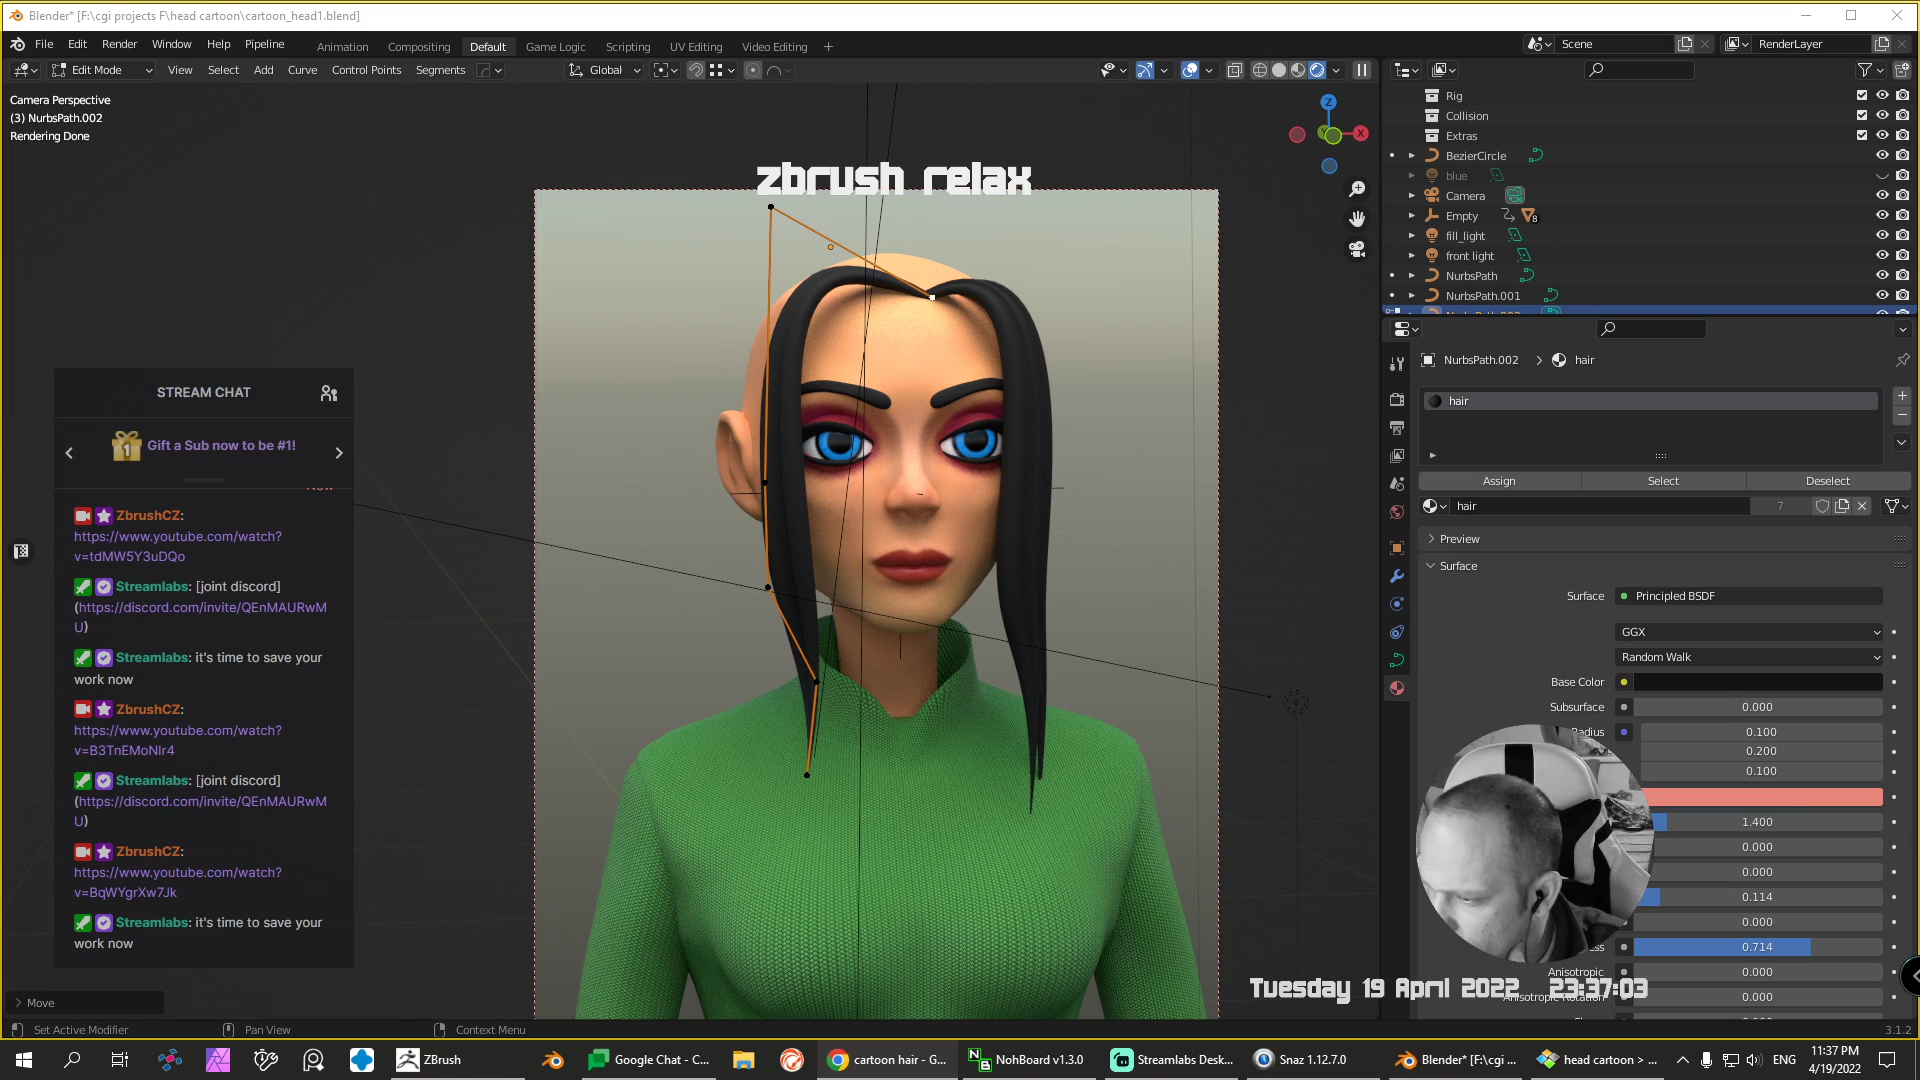 Blender* [F:\cgi projects F\head cartoon\cartoon_head1.blend]
File Edit Render Window Help Pipeline
Animation Compositing Default Game Logic Scripting UV Editing Video Editing +
Scene
RenderLayer
Edit Mode View Select Add Curve Control Points Segments
Global
Camera Perspective
(3) NurbsPath.002
Rendering Done
zbrush relax
Z
X
Y
Rig
Collision
Extras
BezierCircle
blue
Camera
Empty
8
fill_light
front light
NurbsPath
NurbsPath.001
NurbsPath.002 > hair
hair
Assign Select Deselect
hair 7
Preview
Surface
Surface Principled BSDF
GGX
Random Walk
Base Color
Subsurface 0.000
0.100
0.200
0.100
1.400
0.000
0.000
0.114
0.000
0.714
Anisotropic 0.000
0.000
STREAM CHAT
1
Gift a Sub now to be #1!
ZbrushCZ:
https://www.youtube.com/watch?
v=tdMW5Y3uDQo
Streamlabs: [joint discord]
(https://discord.com/invite/QEnMAURwM
U)
Streamlabs: it's time to save your
work now
ZbrushCZ:
https://www.youtube.com/watch?
v=B3TnEMoNIr4
Streamlabs: [joint discord]
(https://discord.com/invite/QEnMAURwM
U)
ZbrushCZ:
https://www.youtube.com/watch?
v=BqWYgrXw7Jk
Streamlabs: it's time to save your
work now
Tuesday 19 April 2022 23:37:03
Move
Set Active Modifier Pan View Context Menu
3.1.2
ZBrush
Google Chat - C...
cartoon hair - G...
NohBoard v1.3.0
Streamlabs Desk...
Snaz 1.12.7.0
Blender* [F:\cgi ...
head cartoon > ...
ENG
11:37 PM
4/19/2022